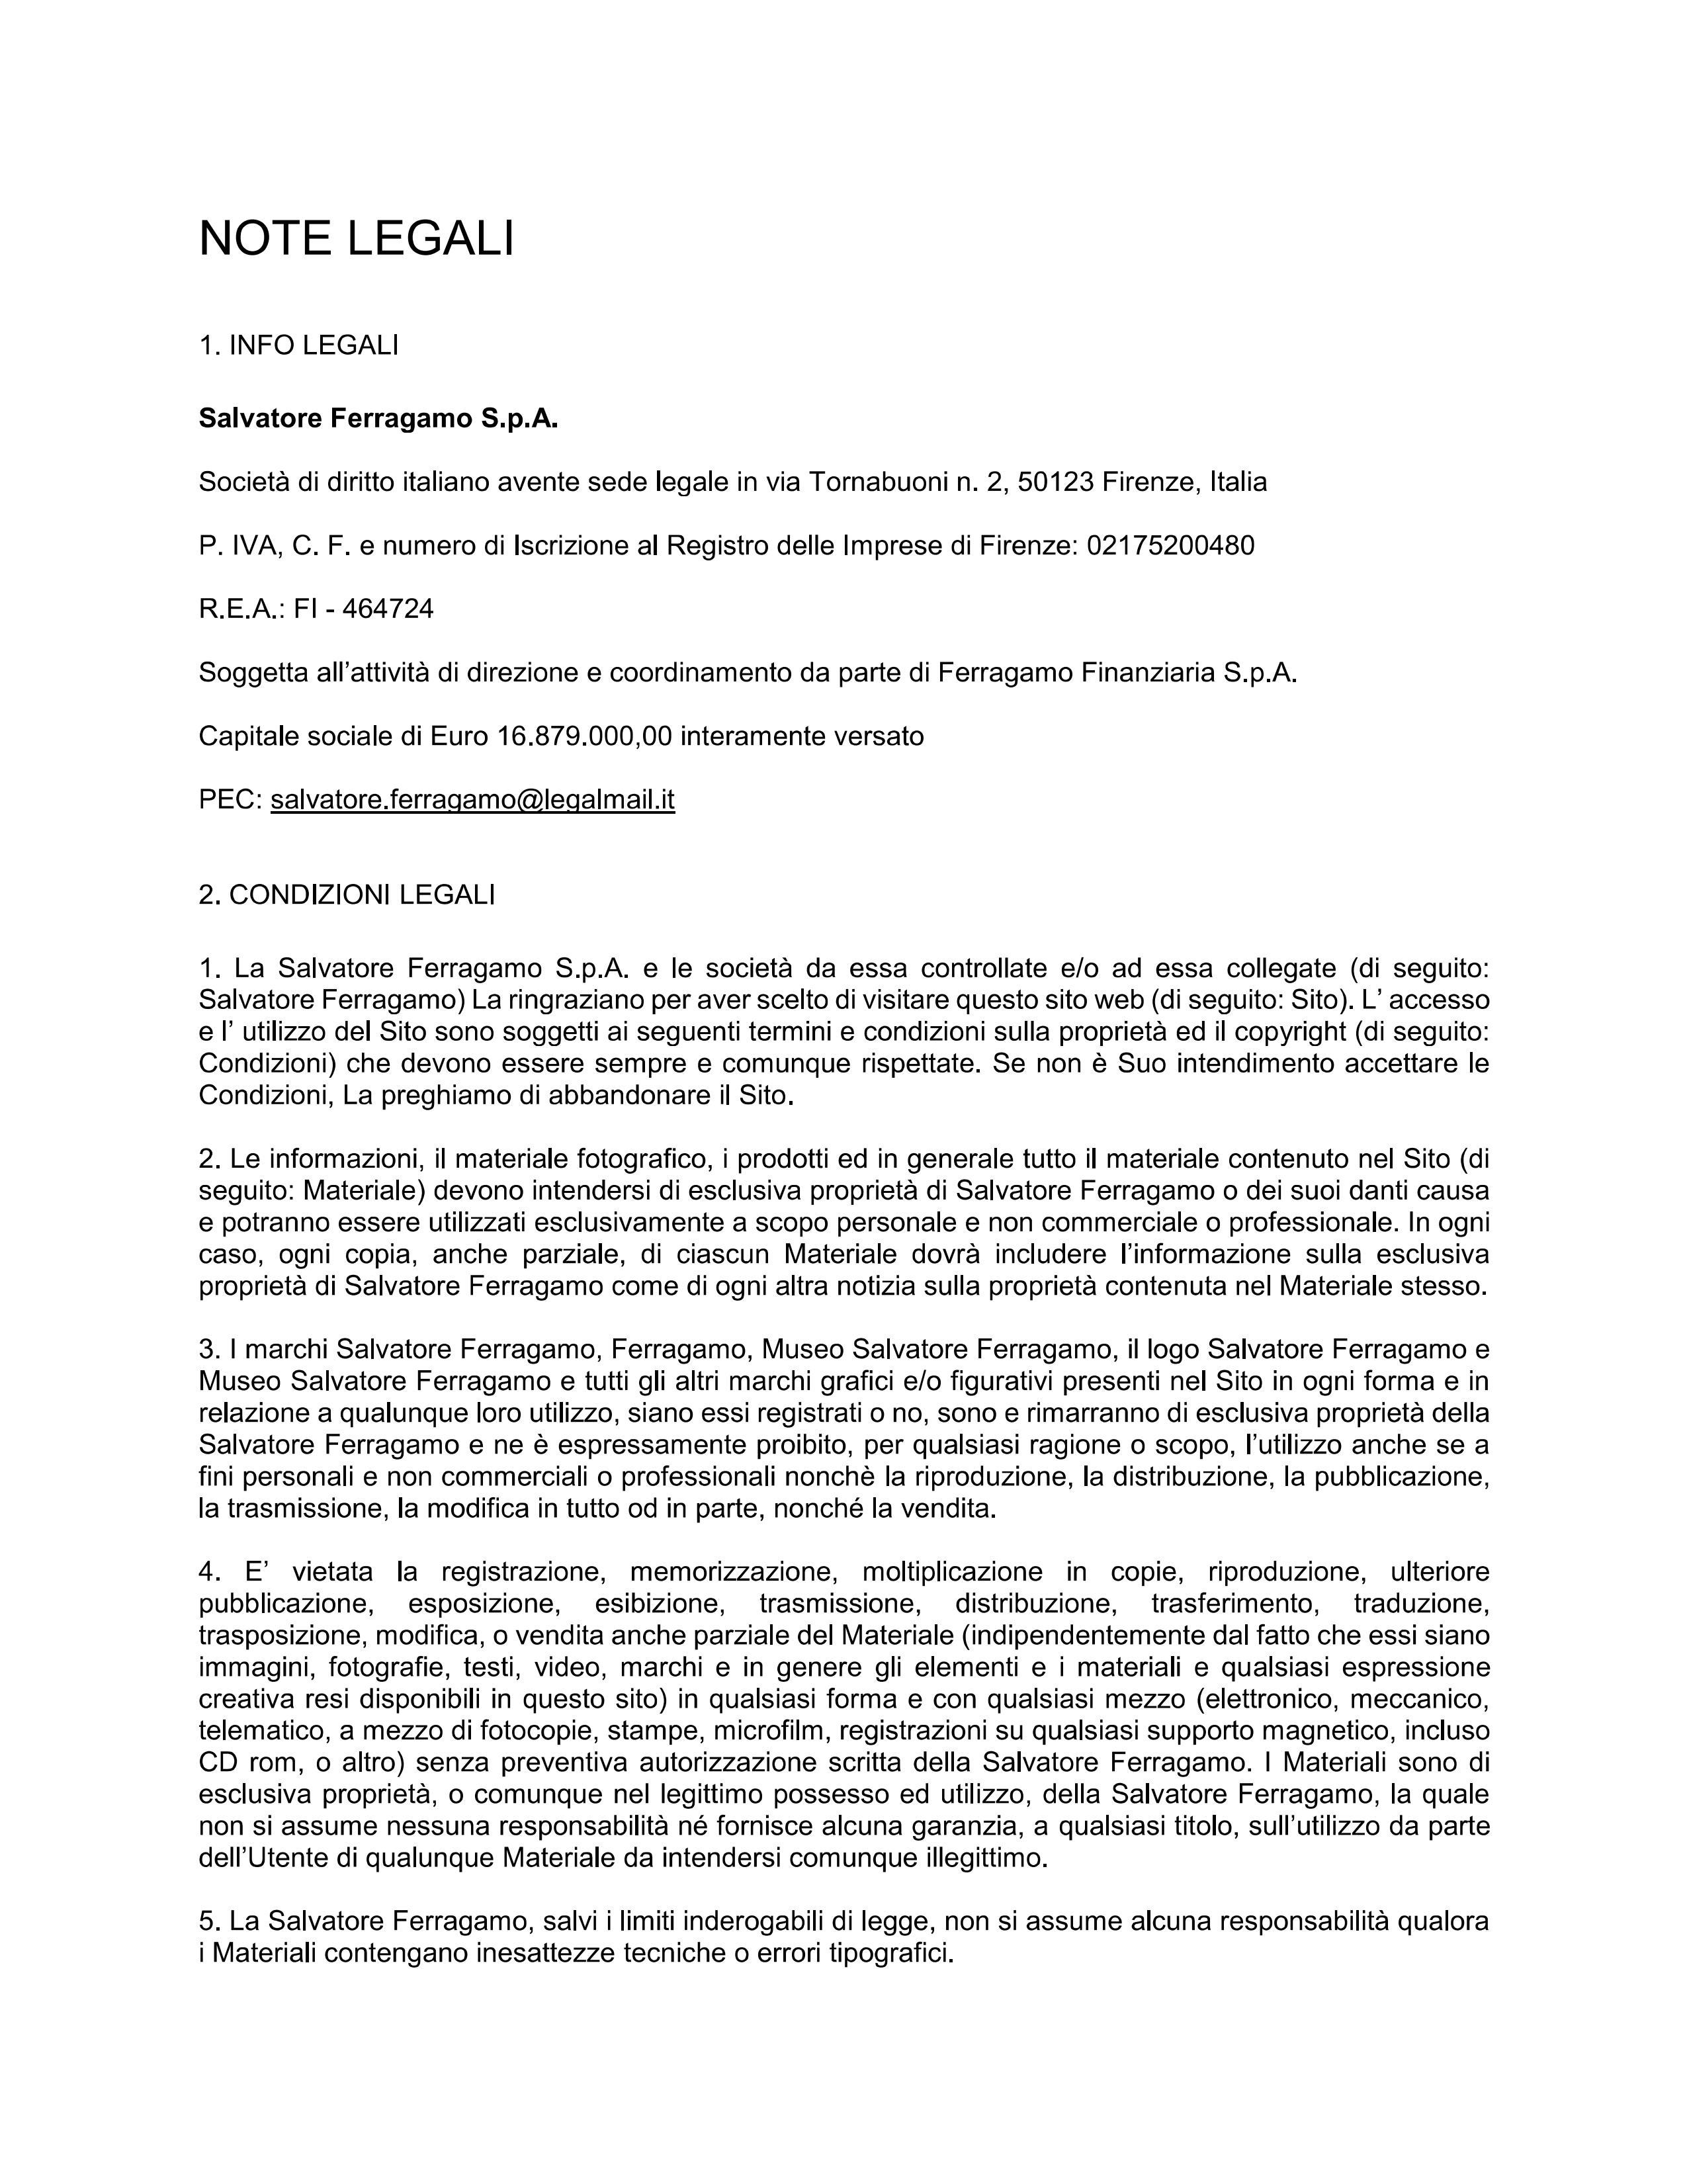 NOTE LEGALI
1. INFO LEGALI
Salvatore Ferragamo S.p.A.
Società di diritto italiano avente sede legale in via Tornabuoni n. 2, 50123 Firenze, Italia
P. IVA, C. F. e numero di Iscrizione al Registro delle Imprese di Firenze: 02175200480
R.E.A.: FI - 464724
Soggetta all’attività di direzione e coordinamento da parte di Ferragamo Finanziaria S.p.A.
Capitale sociale di Euro 16.879.000,00 interamente versato
PEC: salvatore.ferragamo@legalmail.it
2. CONDIZIONI LEGALI
1. La Salvatore Ferragamo S.p.A. e le società da essa controllate e/o ad essa collegate (di seguito:
Salvatore Ferragamo) La ringraziano per aver scelto di visitare questo sito web (di seguito: Sito). L’ accesso
e l’ utilizzo del Sito sono soggetti ai seguenti termini e condizioni sulla proprietà ed il copyright (di seguito:
Condizioni) che devono essere sempre e comunque rispettate. Se non è Suo intendimento accettare le
Condizioni, La preghiamo di abbandonare il Sito.
2. Le informazioni, il materiale fotografico, i prodotti ed in generale tutto il materiale contenuto nel Sito (di
seguito: Materiale) devono intendersi di esclusiva proprietà di Salvatore Ferragamo o dei suoi danti causa
e potranno essere utilizzati esclusivamente a scopo personale e non commerciale o professionale. In ogni
caso, ogni copia, anche parziale, di ciascun Materiale dovrà includere l’informazione sulla esclusiva
proprietà di Salvatore Ferragamo come di ogni altra notizia sulla proprietà contenuta nel Materiale stesso.
3. I marchi Salvatore Ferragamo, Ferragamo, Museo Salvatore Ferragamo, il logo Salvatore Ferragamo e
Museo Salvatore Ferragamo e tutti gli altri marchi grafici e/o figurativi presenti nel Sito in ogni forma e in
relazione a qualunque loro utilizzo, siano essi registrati o no, sono e rimarranno di esclusiva proprietà della
Salvatore Ferragamo e ne è espressamente proibito, per qualsiasi ragione o scopo, l’utilizzo anche se a
fini personali e non commerciali o professionali nonchè la riproduzione, la distribuzione, la pubblicazione,
la trasmissione, la modifica in tutto od in parte, nonché la vendita.
4. E’ vietata la registrazione, memorizzazione, moltiplicazione in copie, riproduzione, ulteriore
pubblicazione, esposizione, esibizione, trasmissione, distribuzione, trasferimento, traduzione,
trasposizione, modifica, o vendita anche parziale del Materiale (indipendentemente dal fatto che essi siano
immagini, fotografie, testi, video, marchi e in genere gli elementi e i materiali e qualsiasi espressione
creativa resi disponibili in questo sito) in qualsiasi forma e con qualsiasi mezzo (elettronico, meccanico,
telematico, a mezzo di fotocopie, stampe, microfilm, registrazioni su qualsiasi supporto magnetico, incluso
CD rom, o altro) senza preventiva autorizzazione scritta della Salvatore Ferragamo. I Materiali sono di
esclusiva proprietà, o comunque nel legittimo possesso ed utilizzo, della Salvatore Ferragamo, la quale
non si assume nessuna responsabilità né fornisce alcuna garanzia, a qualsiasi titolo, sull’utilizzo da parte
dell’Utente di qualunque Materiale da intendersi comunque illegittimo.
5. La Salvatore Ferragamo, salvi i limiti inderogabili di legge, non si assume alcuna responsabilità qualora
i Materiali contengano inesattezze tecniche o errori tipografici.